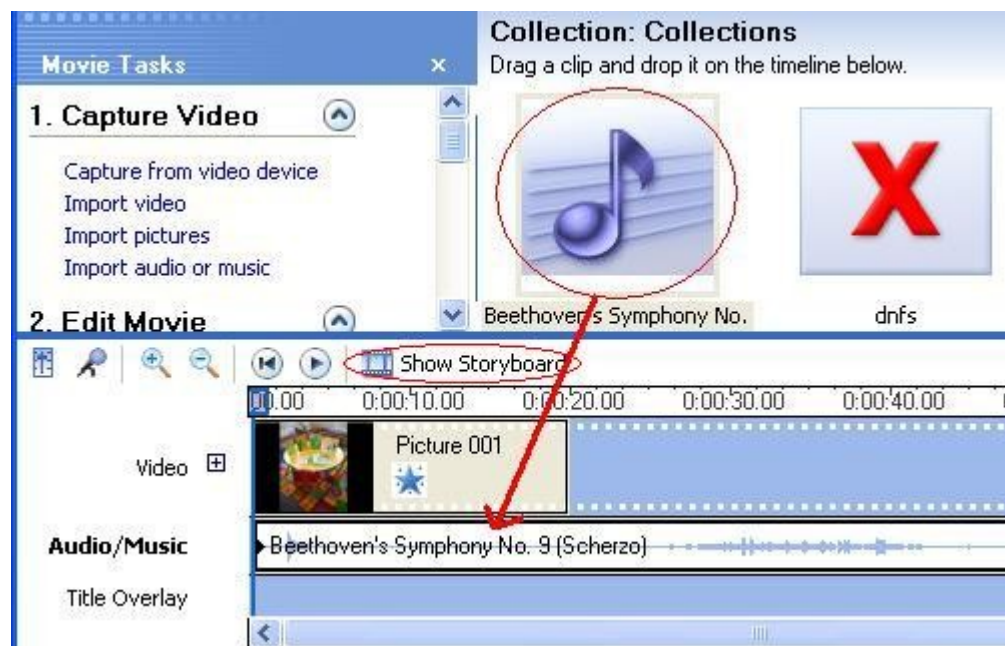 Movie Tasks
×
Collection: Collections
Drag a clip and drop it on the timeline below.
1. Capture Video
Capture from video device
Import video
Import pictures
Import audio or music
2. Edit Movie
Beethoven's Symphony No.
dnfs
Show Storyboard
00.00 0:00:10.00 0:00:20.00 0:00:30.00 0:00:40.00
Video
Picture 001
Audio/Music
Beethoven's Symphony No. 9 (Scherzo)
Title Overlay